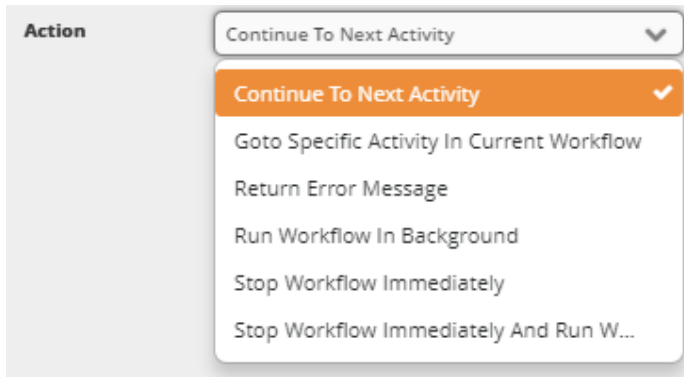 Action
Continue To Next Activity
Continue To Next Activity
Goto Specific Activity In Current Workflow
Return Error Message
Run Workflow In Background
Stop Workflow Immediately
Stop Workflow Immediately And Run W...